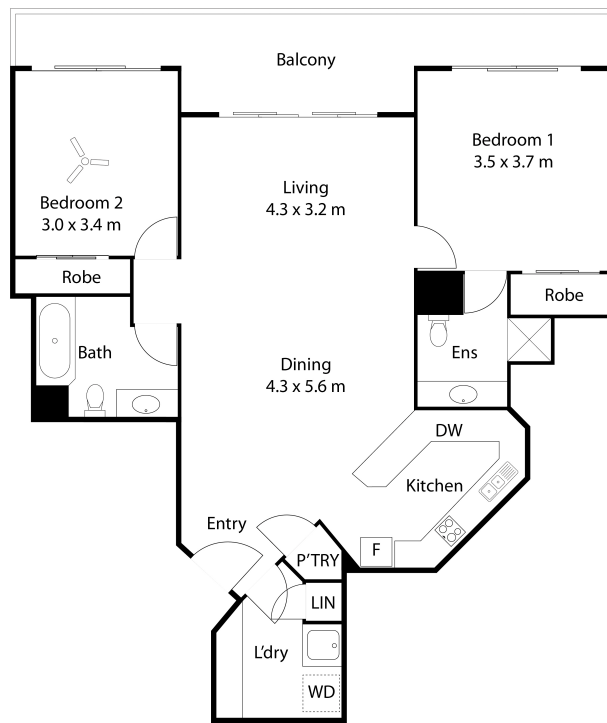 Balcony
Bedroom 1
3.5 x 3.7 m
Living
4.3 x 3.2 m
Bedroom 2
3.0 x 3.4 m
Robe
Robe
Bath
Ens
Dining
4.3 x 5.6 m
DW
Kitchen
Entry
F
P'TRY
LIN
L'dry
WD